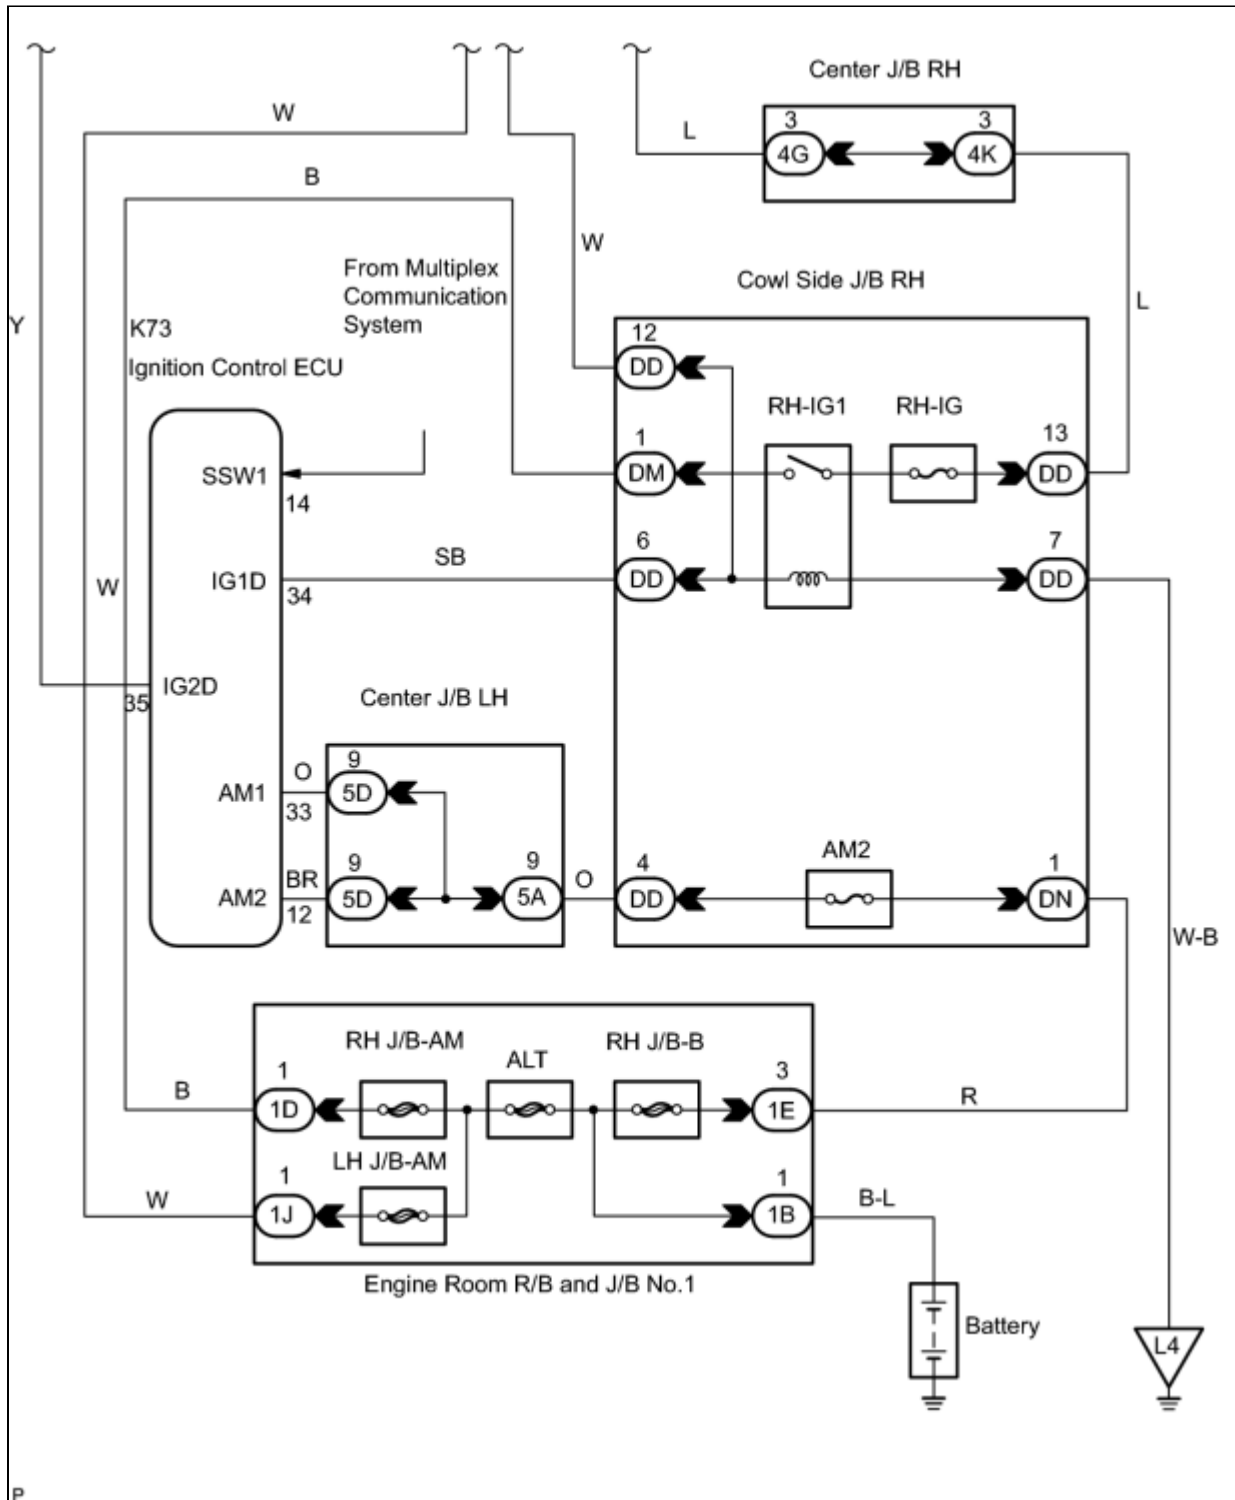 Center J/B RH
W
L
3
3
4G
4K
B
W
From Multiplex
Communication
System
Cowl Side J/B RH
L
Y
K73
Ignition Control ECU
12
DD
RH-IG1
RH-IG
1
DM
13
DD
SSW1
14
SB
6
DD
7
DD
W
IG1D
34
IG2D
35
Center J/B LH
AM1
O
33
9
5D
AM2
BR
12
9
5D
9
5A
O
4
DD
AM2
1
DN
W-B
RH J/B-AM
ALT
RH J/B-B
B
1
1D
3
1E
R
LH J/B-AM
W
1
1J
1
1B
B-L
Engine Room R/B and J/B No.1
Battery
L4
P